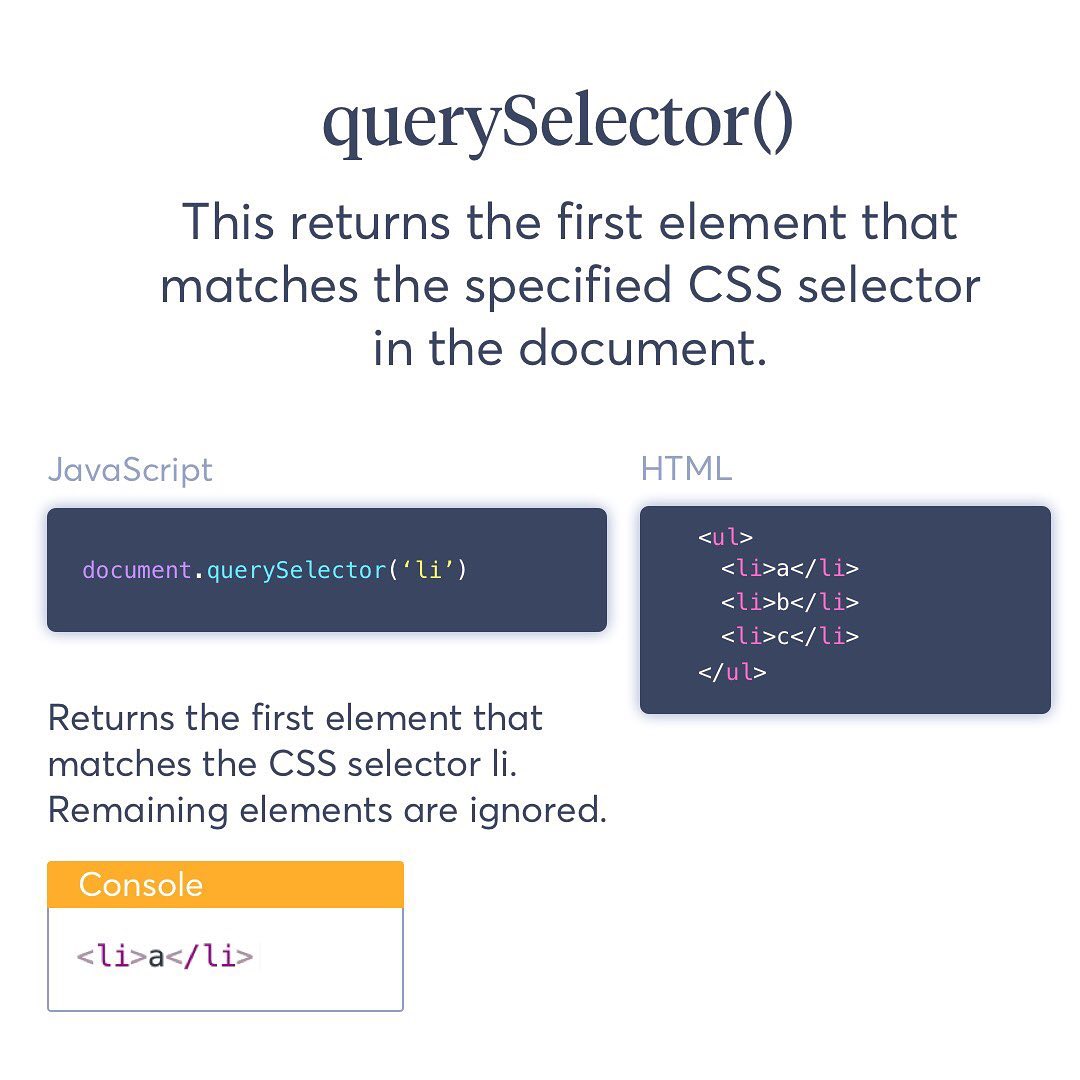 querySelector()
This returns the first element that
matches the specified CSS selector
in the document.
JavaScript
document.querySelector(‘li’)
HTML
<ul>
<li>a</li>
<li>b</li>
<li>c</li>
</ul>
Returns the first element that
matches the CSS selector li.
Remaining elements are ignored.
Console
<li>a</li>